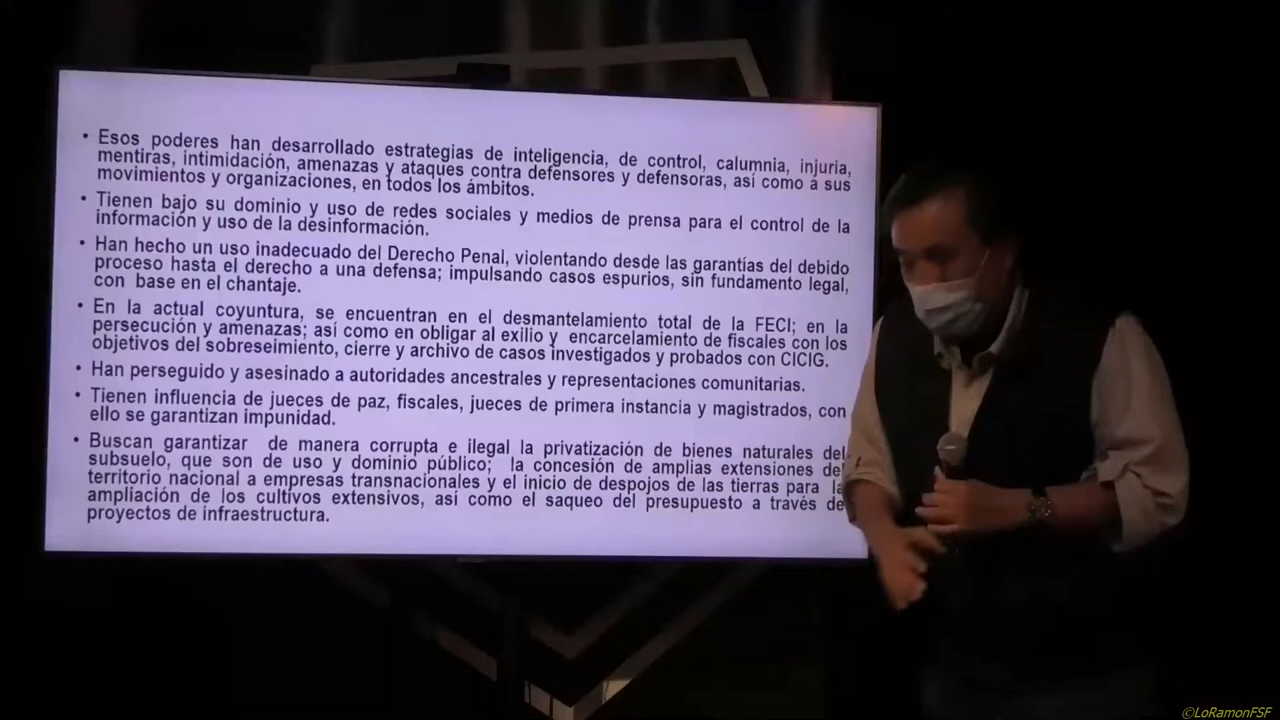 • Esos poderes han desarrollado estrategias de inteligencia, de control, calumnia, injuria,
mentiras, intimidación, amenazas y ataques contra defensores y defensoras, así como a sus
movimientos y organizaciones, en todos los ámbitos.
• Tienen bajo su dominio y uso de redes sociales y medios de prensa para el control de la
información y uso de la desinformación.
• Han hecho un uso inadecuado del Derecho Penal, violentando desde las garantías del debido
proceso hasta el derecho a una defensa; impulsando casos espurios, sin fundamento legal,
con base en el chantaje.
• En la actual coyuntura, se encuentran en el desmantelamiento total de la FECI; en la
persecución y amenazas; así como en obligar al exilio y encarcelamiento de fiscales con los
objetivos del sobreseimiento, cierre y archivo de casos investigados y probados con CICIG.
• Han perseguido y asesinado a autoridades ancestrales y representaciones comunitarias.
• Tienen influencia de jueces de paz, fiscales, jueces de primera instancia y magistrados, con
ello se garantizan impunidad.
• Buscan garantizar de manera corrupta e ilegal la privatización de bienes naturales del
subsuelo, que son de uso y dominio público; la concesión de amplias extensiones del
territorio nacional a empresas transnacionales y el inicio de despojos de las tierras para la
ampliación de los cultivos extensivos, así como el saqueo del presupuesto a través de
proyectos de infraestructura.
©LoRamonFSF